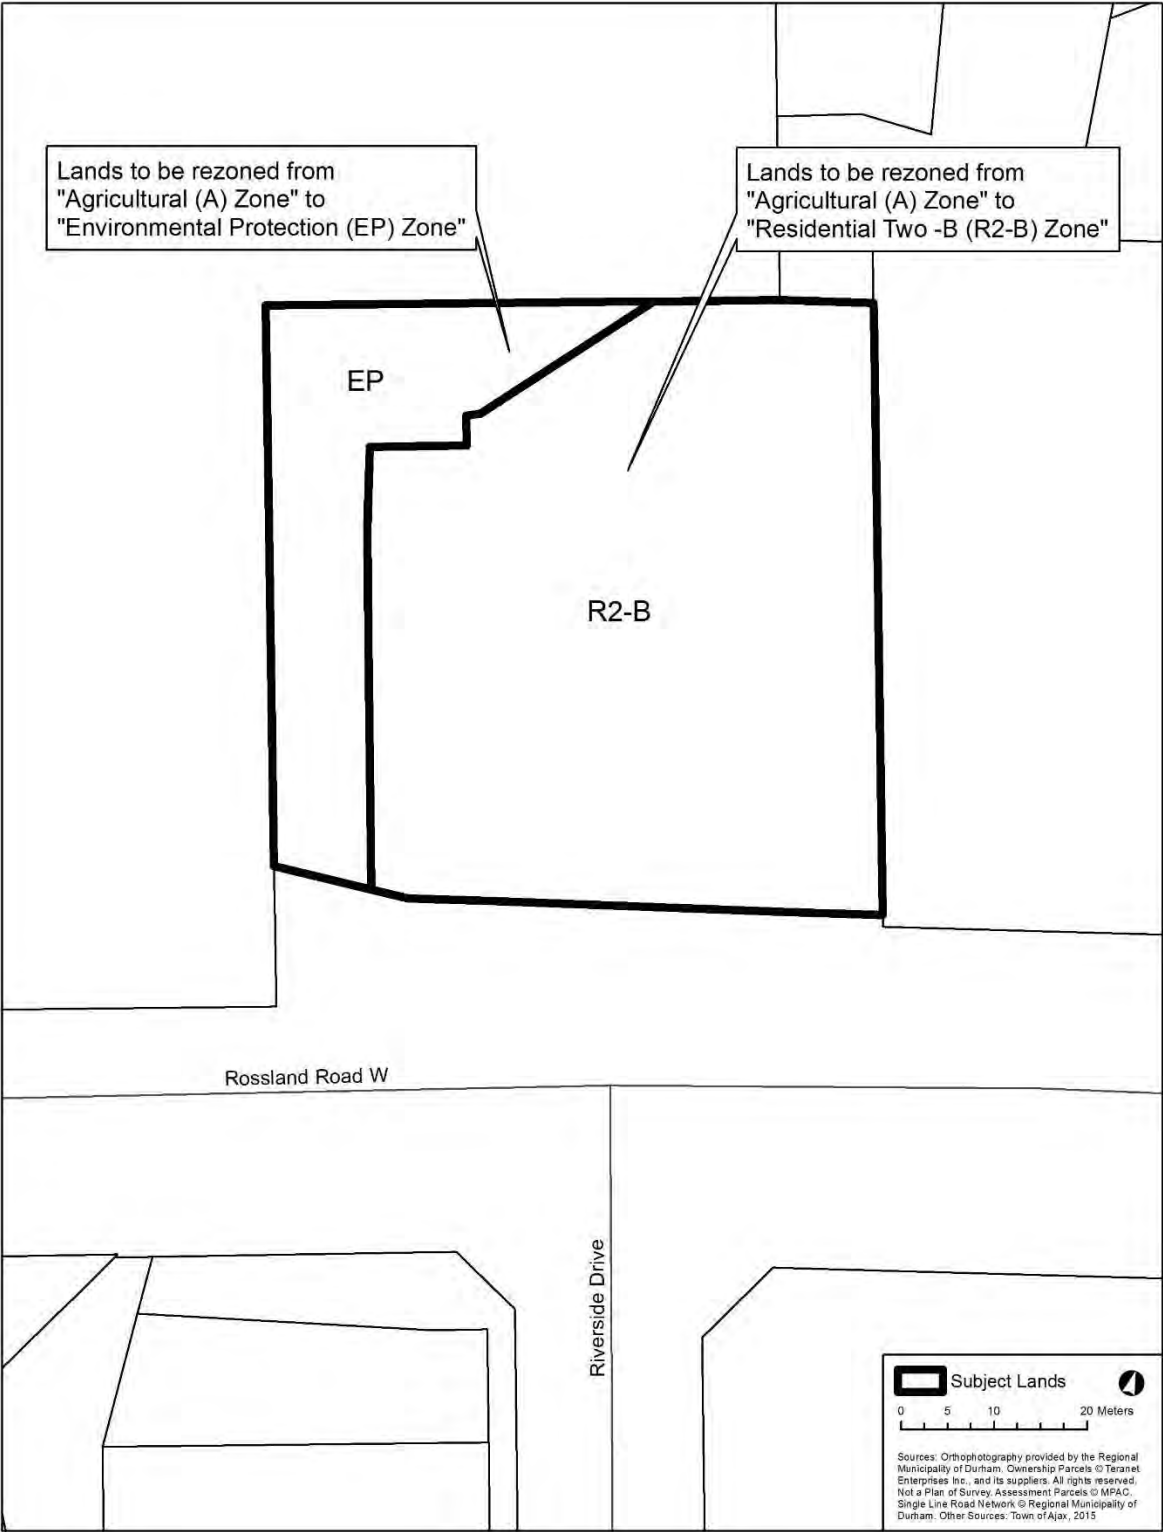 Lands to be rezoned from
"Agricultural (A) Zone" to
"Environmental Protection (EP) Zone"
Lands to be rezoned from
"Agricultural (A) Zone" to
"Residential Two -B (R2-B) Zone"
EP
R2-B
Rossland Road W
Riverside Drive
Subject Lands
0 5 10 20 Meters
Sources: Orthophotography provided by the Regional
Municipality of Durham. Ownership Parcels © Teranet
Enterprises Inc., and its suppliers. All rights reserved.
Not a Plan of Survey. Assessment Parcels © MPAC.
Single Line Road Network © Regional Municipality of
Durham. Other Sources: Town of Ajax, 2015